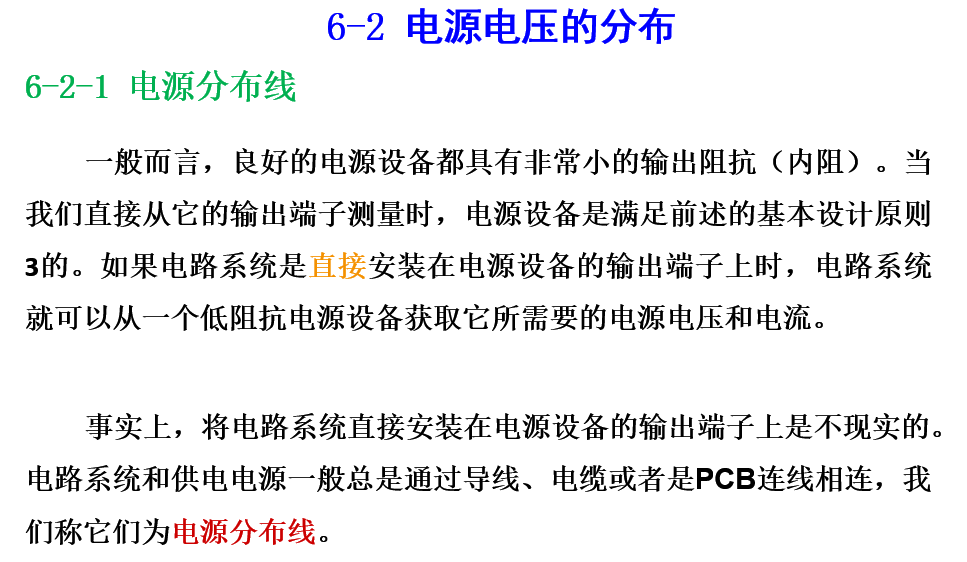 6-2 电源电压的分布
6-2-1 电源分布线
一般而言，良好的电源设备都具有非常小的输出阻抗（内阻）。当
我们直接从它的输出端子测量时，电源设备是满足前述的基本设计原则
3的。如果电路系统是直接安装在电源设备的输出端子上时，电路系统
就可以从一个低阻抗电源设备获取它所需要的电源电压和电流。
事实上，将电路系统直接安装在电源设备的输出端子上是不现实的。
电路系统和供电电源一般总是通过导线、电缆或者是PCB连线相连，我
们称它们为电源分布线。